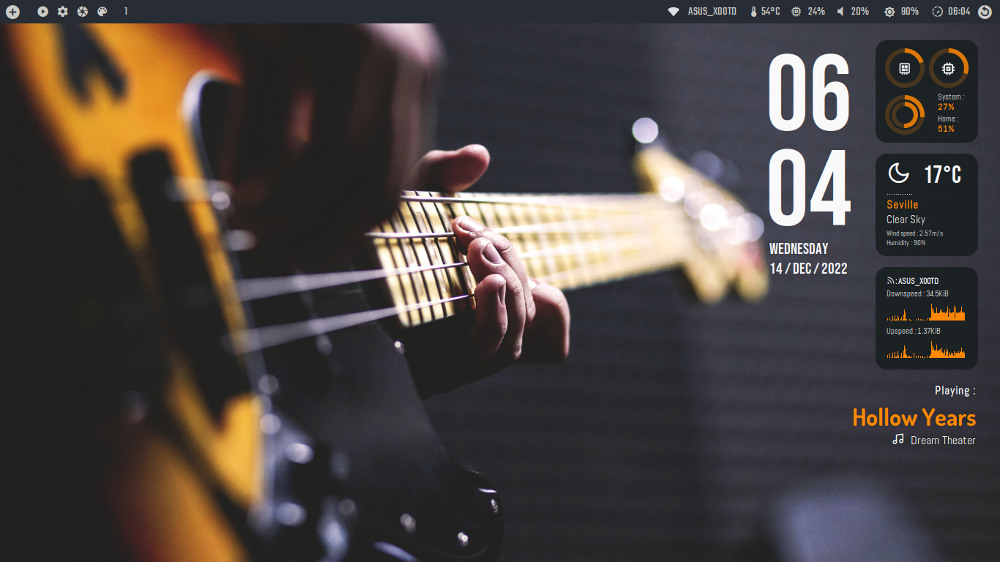 1
ASUS_X00TD
54°C
24%
20%
90%
06:04
06
04
WEDNESDAY
14 / DEC / 2022
System :
27%
Home :
51%
17°C
Seville
Clear Sky
Wind speed : 2.57m/s
Humidity : 90%
:ASUS_X00TD
Downspeed : 34.5KiB
Upspeed : 1.37KiB
Playing :
Hollow Years
Dream Theater